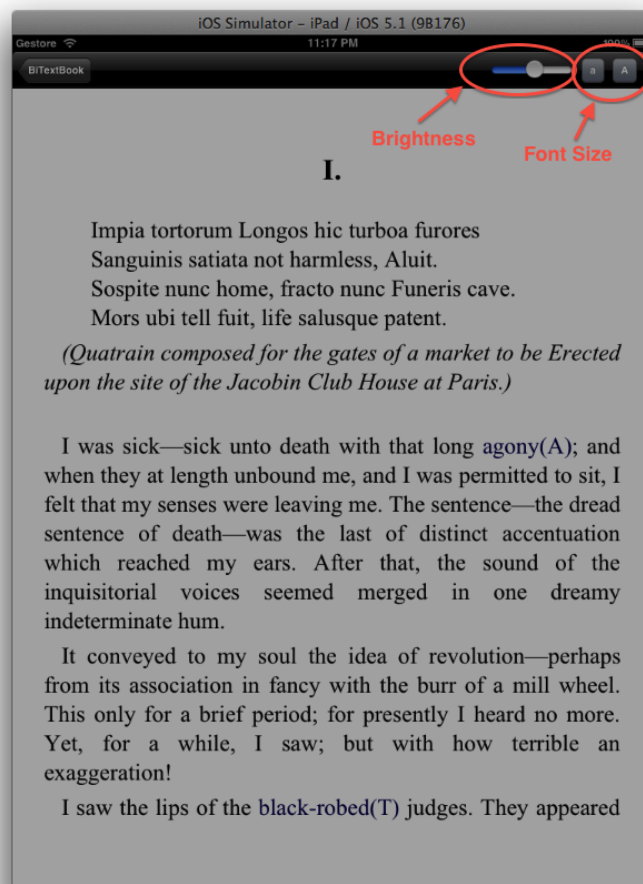 iOS Simulator – iPad / iOS 5.1 (9B176)
Gestore 11:17 PM 100%
BiTextBook a A
Brightness
Font Size
I.
Impia tortorum Longos hic turboa furores
Sanguinis satiata not harmless, Aluit.
Sospite nunc home, fracto nunc Funeris cave.
Mors ubi tell fuit, life salusque patent.
(Quatrain composed for the gates of a market to be Erected
upon the site of the Jacobin Club House at Paris.)
I was sick—sick unto death with that long agony(A); and
when they at length unbound me, and I was permitted to sit, I
felt that my senses were leaving me. The sentence—the dread
sentence of death—was the last of distinct accentuation
which reached my ears. After that, the sound of the
inquisitorial voices seemed merged in one dreamy
indeterminate hum.
It conveyed to my soul the idea of revolution—perhaps
from its association in fancy with the burr of a mill wheel.
This only for a brief period; for presently I heard no more.
Yet, for a while, I saw; but with how terrible an
exaggeration!
I saw the lips of the black-robed(T) judges. They appeared